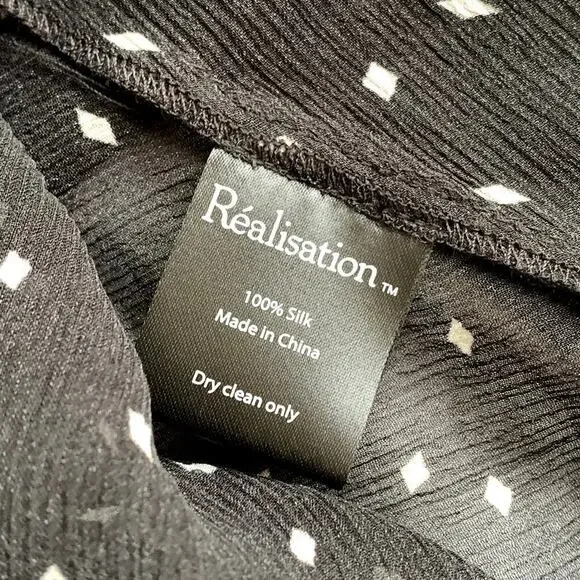 Réalisation™
100% Silk
Made in China
Dry clean only